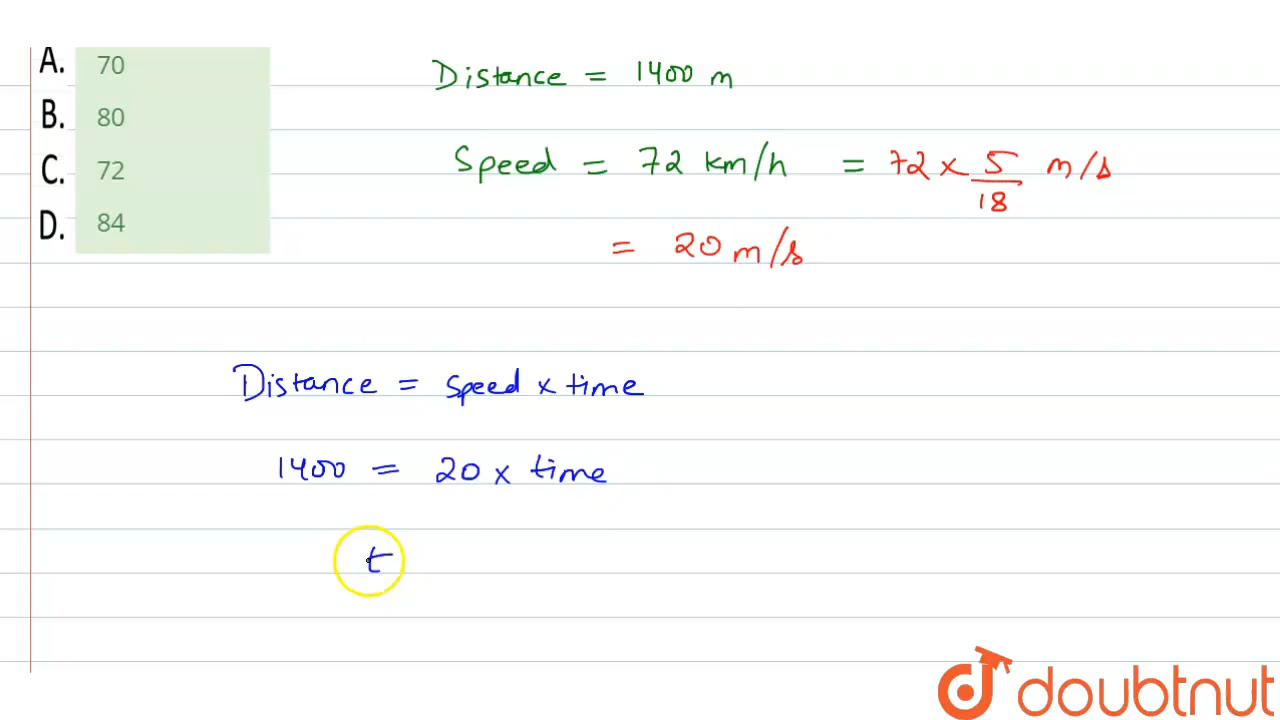 A. 70
B. 80
C. 72
D. 84
Distance = 1400 m
Speed = 72 km/h = 72 × 5/18 m/s
= 20 m/s
Distance = speed × time
1400 = 20 × time
t
doubtnut